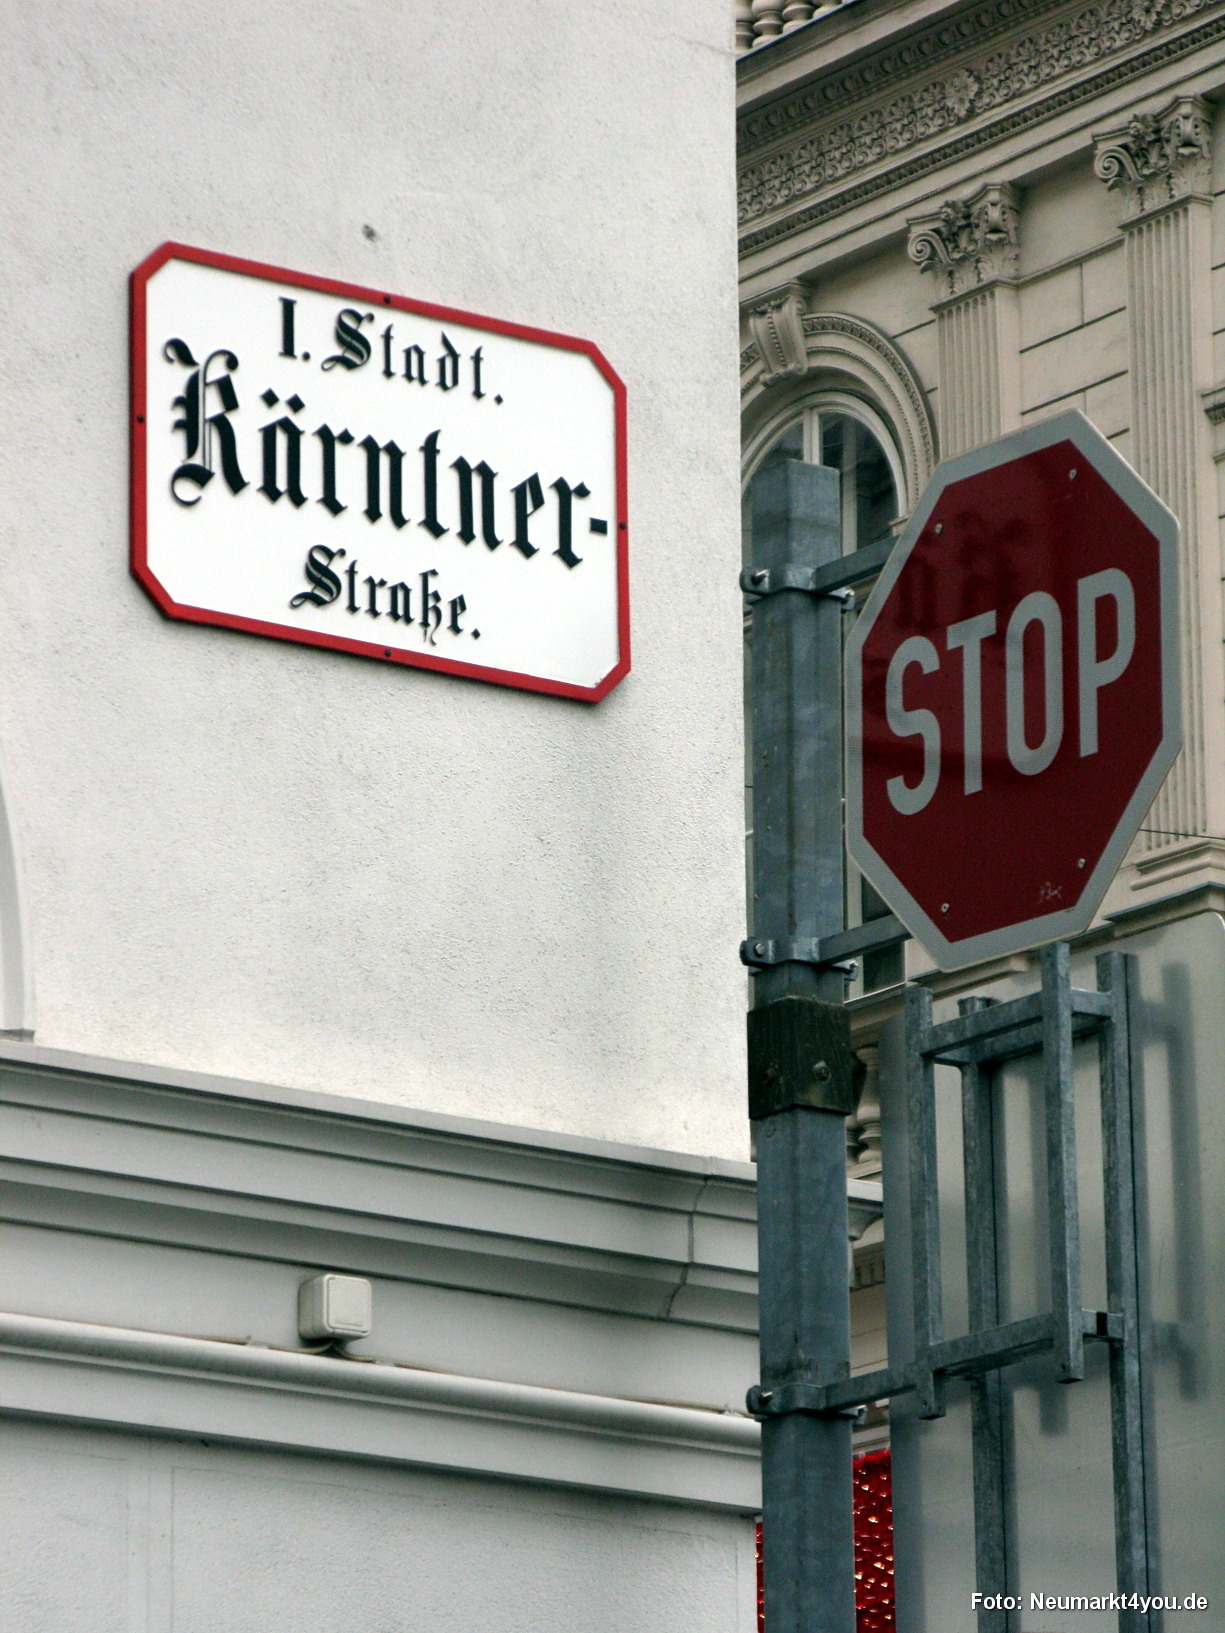 I. Stadt.
Kärntner-
Straße.
STOP
Foto: Neumarkt4you.de